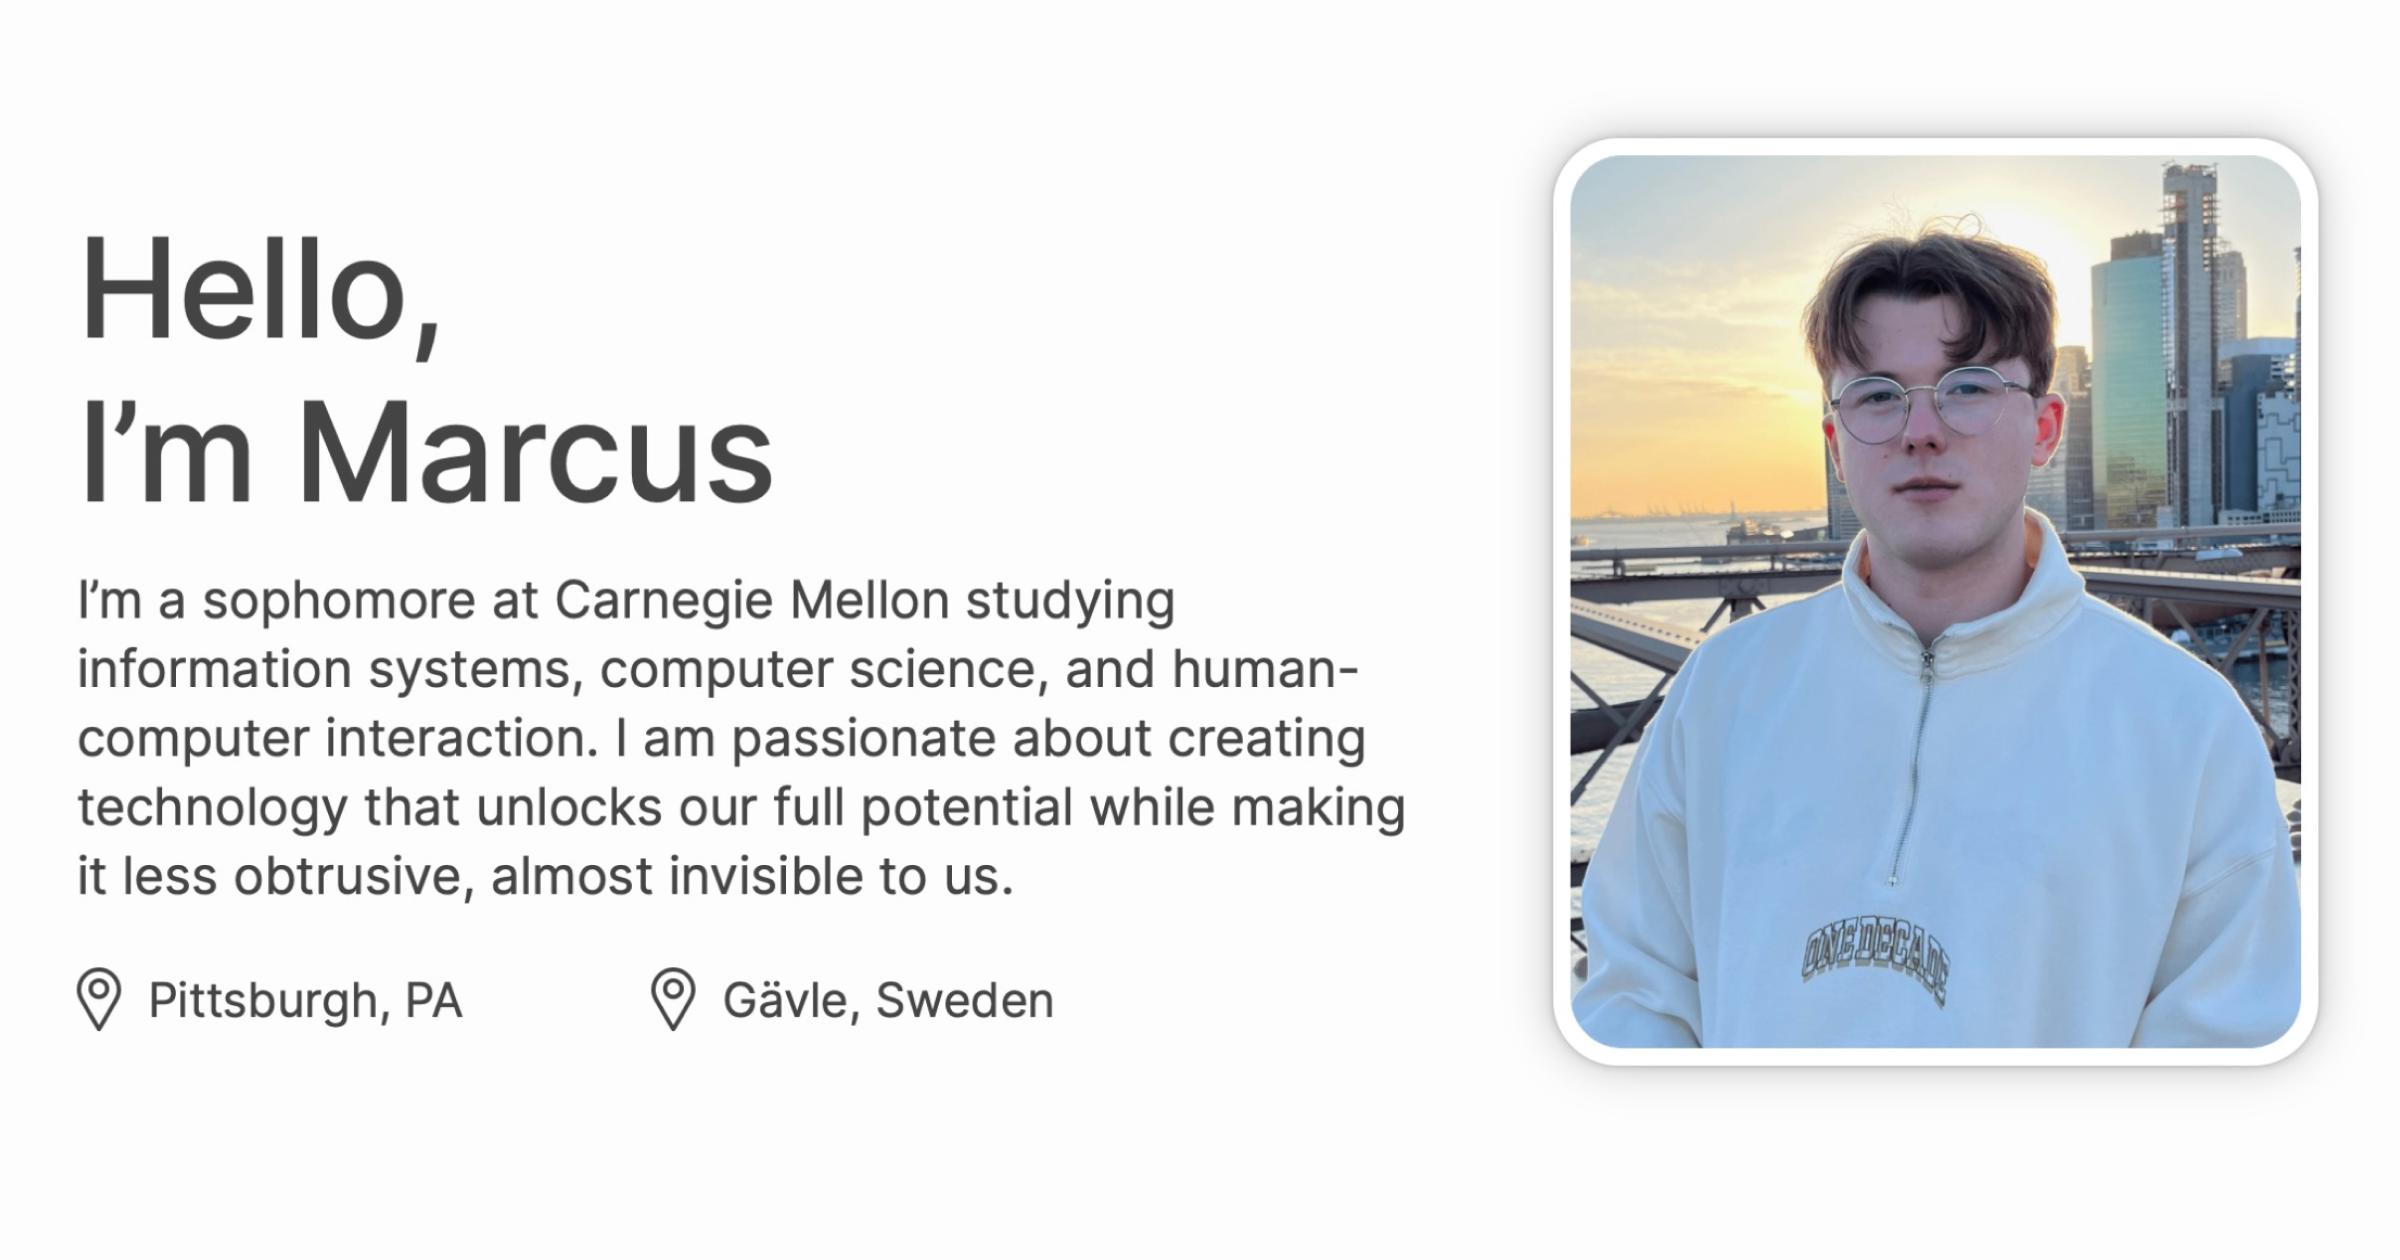 Hello,
I’m Marcus
I’m a sophomore at Carnegie Mellon studying
information systems, computer science, and human-
computer interaction. I am passionate about creating
technology that unlocks our full potential while making
it less obtrusive, almost invisible to us.
Pittsburgh, PA
Gävle, Sweden
ONE DECADE